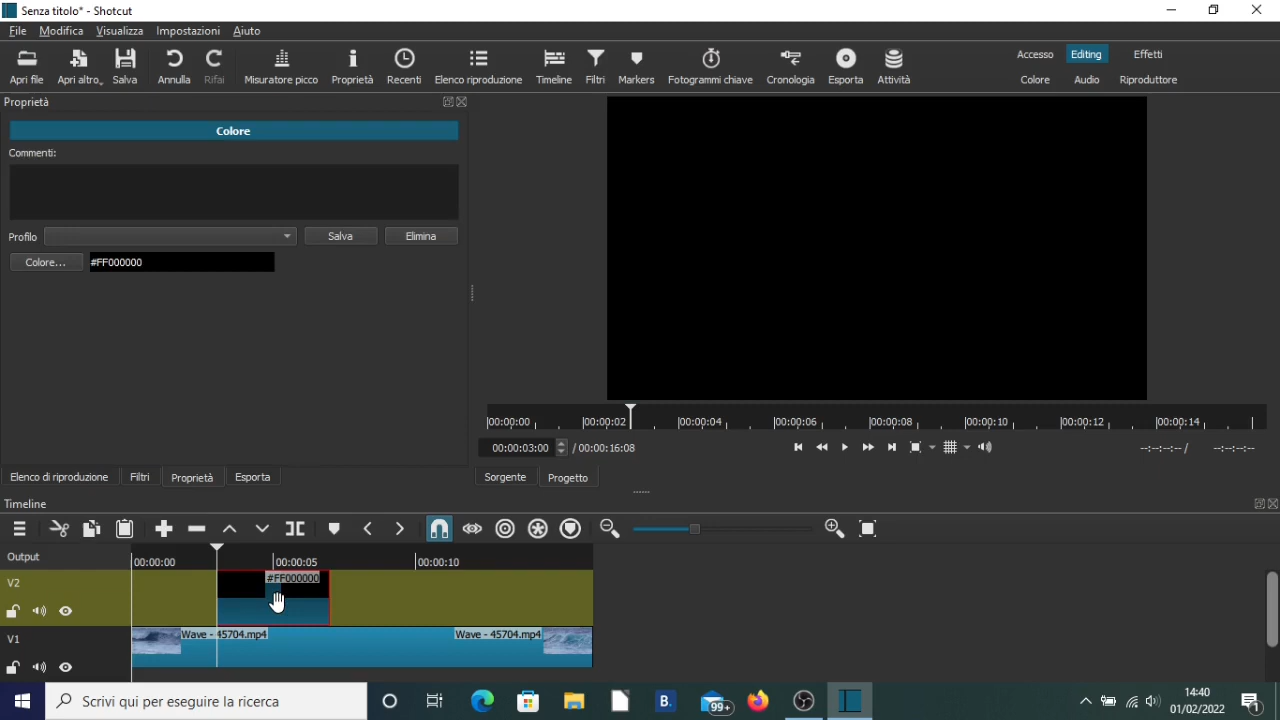 Senza titolo* - Shotcut
File Modifica Visualizza Impostazioni Aiuto
Apri file Apri altro Salva Annulla Rifai Misuratore picco Proprietà Recenti Elenco riproduzione Timeline Filtri Markers Fotogrammi chiave Cronologia Esporta Attività
Accesso Editing Effetti
Colore Audio Riproduttore
Proprietà
Colore
Commenti:
Profilo Salva Elimina
Colore... #FF000000
00:00:00 00:00:02 00:00:04 00:00:06 00:00:08 00:00:10 00:00:12 00:00:14
00:00:03:00 / 00:00:16:08 --:--:--:-- / --:--:--:--
Elenco di riproduzione Filtri Proprietà Esporta Sorgente Progetto
Timeline
Output 00:00:00 00:00:05 00:00:10
V2 #FF000000
V1 Wave - 45704.mp4 Wave - 45704.mp4
Scrivi qui per eseguire la ricerca B. 99+ 14:40
01/02/2022 1